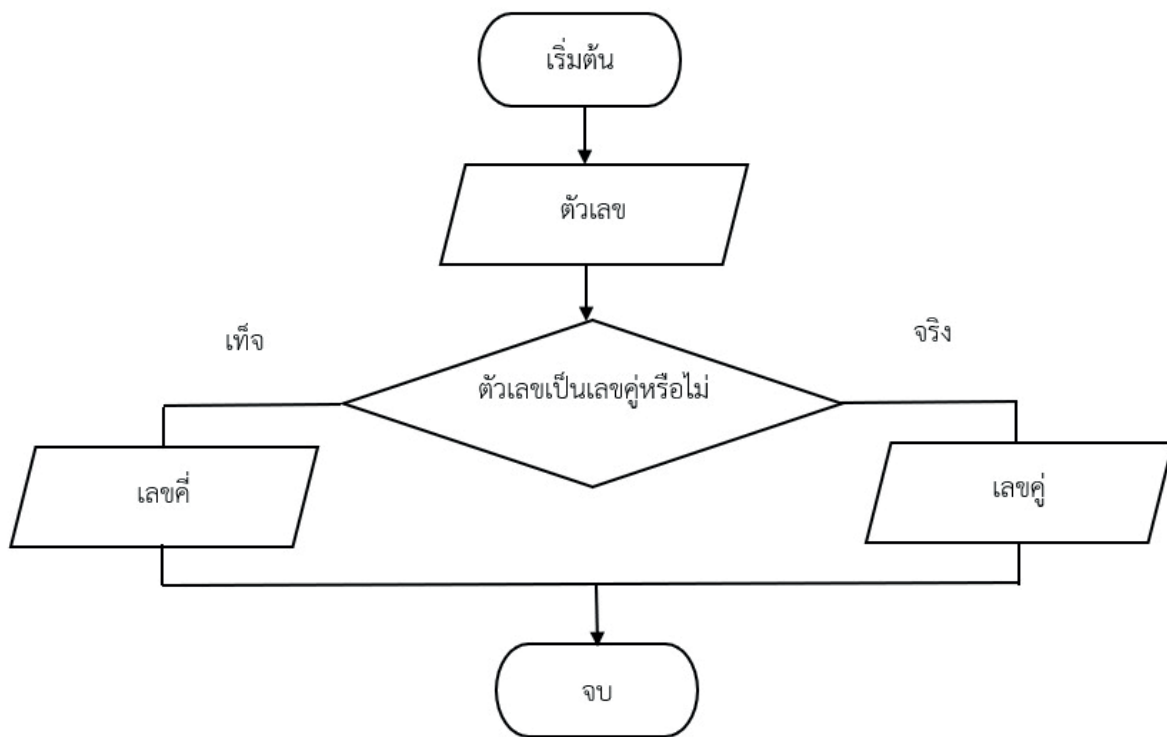 เริ่มต้น
ตัวเลข
เท็จ
จริง
ตัวเลขเป็นเลขคู่หรือไม่
เลขคี่
เลขคู่
จบ